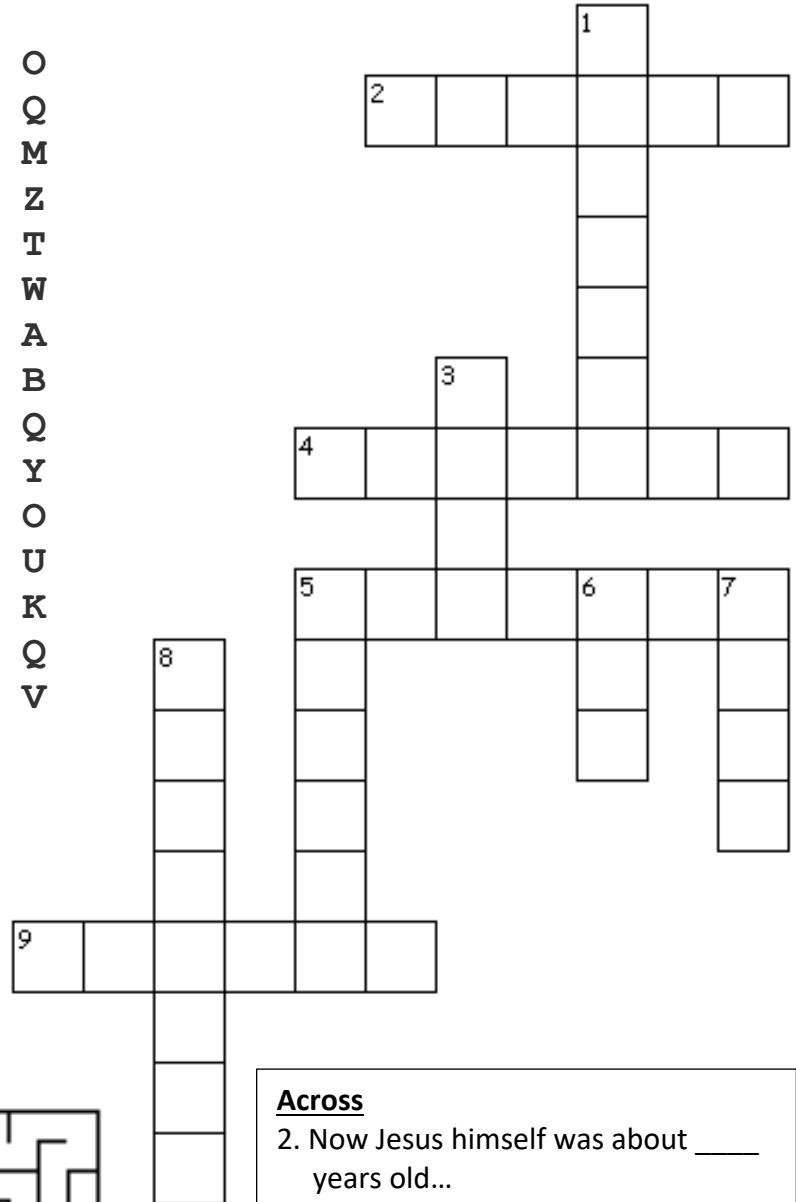 O
Q
M
Z
T
W
A
B
Q
Y
O
U
K
Q
V
1
2
3
4
5
6
7
8
9
Across
2. Now Jesus himself was about ____
years old…